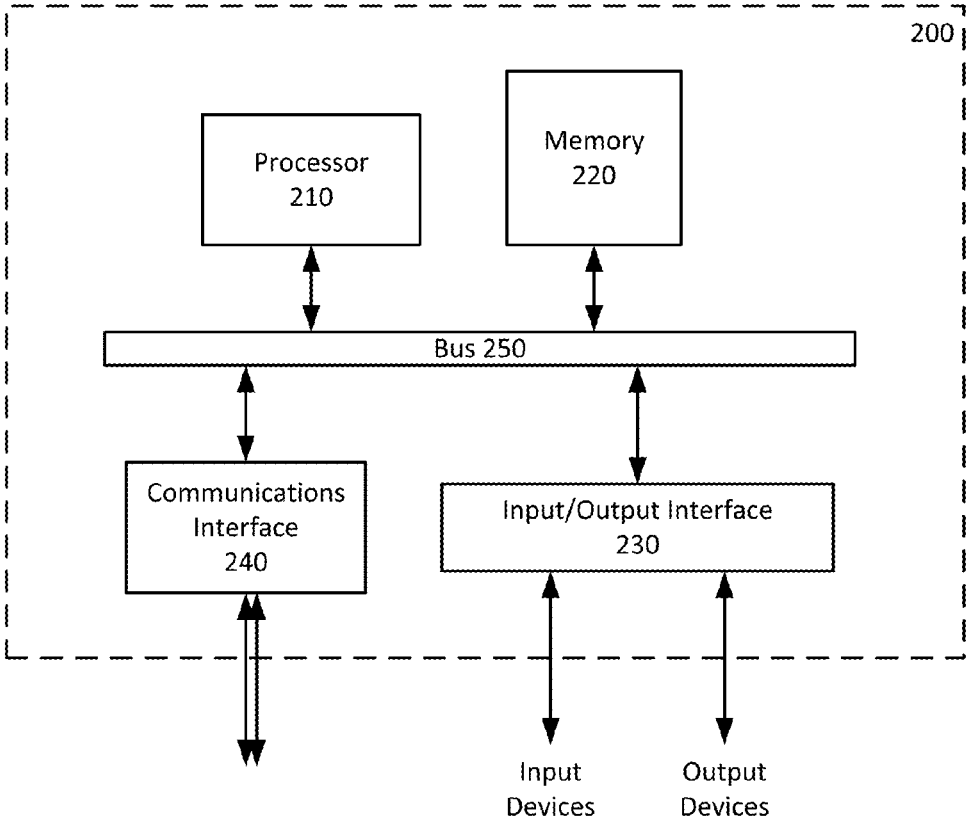 200
Processor
210
Memory
220
Bus 250
Communications
Interface
240
Input/Output Interface
230
Input
Devices
Output
Devices